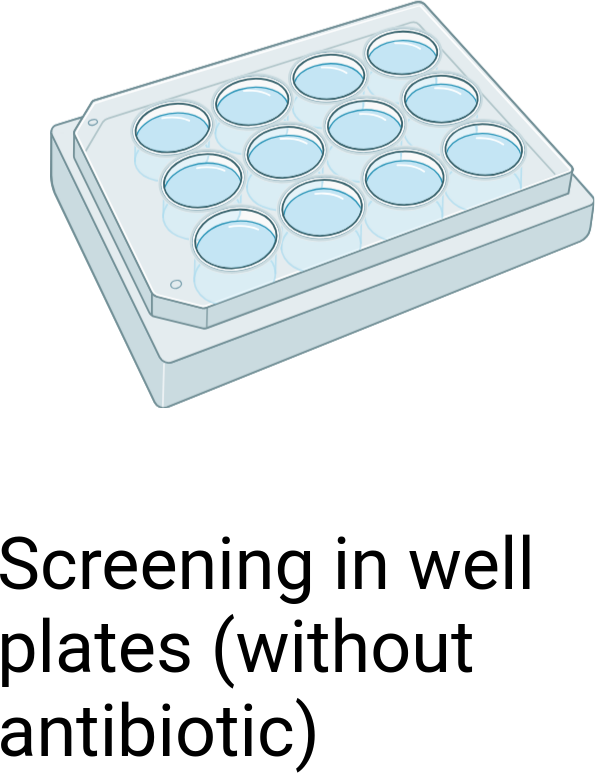 Screening in well
plates (without
antibiotic)